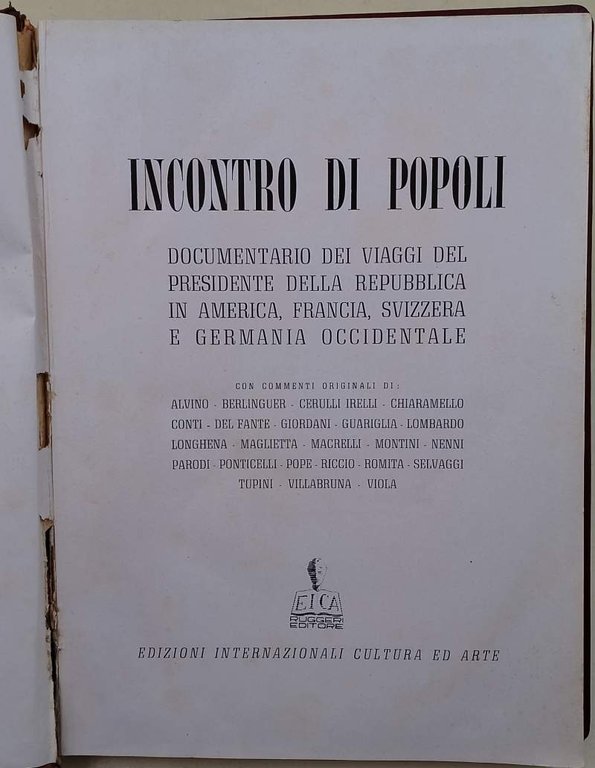 INCONTRO DI POPOLI
DOCUMENTARIO DEI VIAGGI DEL
PRESIDENTE DELLA REPUBBLICA
IN AMERICA, FRANCIA, SVIZZERA
E GERMANIA OCCIDENTALE
CON COMMENTI ORIGINALI DI:
ALVINO - BERLINGUER - CERULLI IRELLI - CHIARAMELLO
CONTI - DEL FANTE - GIORDANI - GUARIGLIA - LOMBARDO
LONGHENA - MAGLIETTA - MACRELLI - MONTINI - NENNI
PARODI - PONTICELLI - POPE - RICCIO - ROMITA - SELVAGGI
TUPINI - VILLABRUNA - VIOLA
EICA
RUGGERI
EDITORE
EDIZIONI INTERNAZIONALI CULTURA ED ARTE